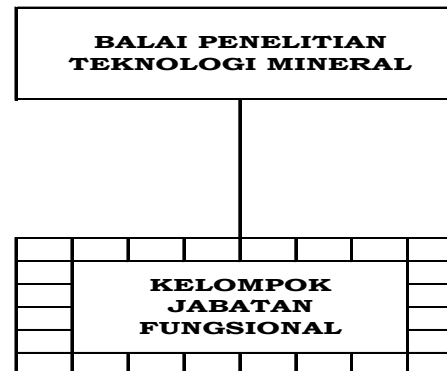 BALAI PENELITIAN
TEKNOLOGI MINERAL
KELOMPOK
JABATAN
FUNGSIONAL